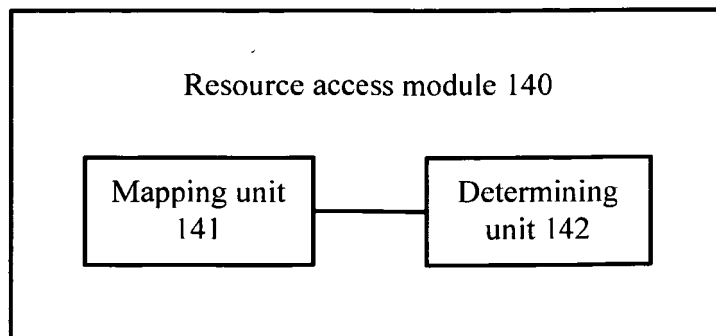 Resource access module 140
Mapping unit
141
Determining
unit 142